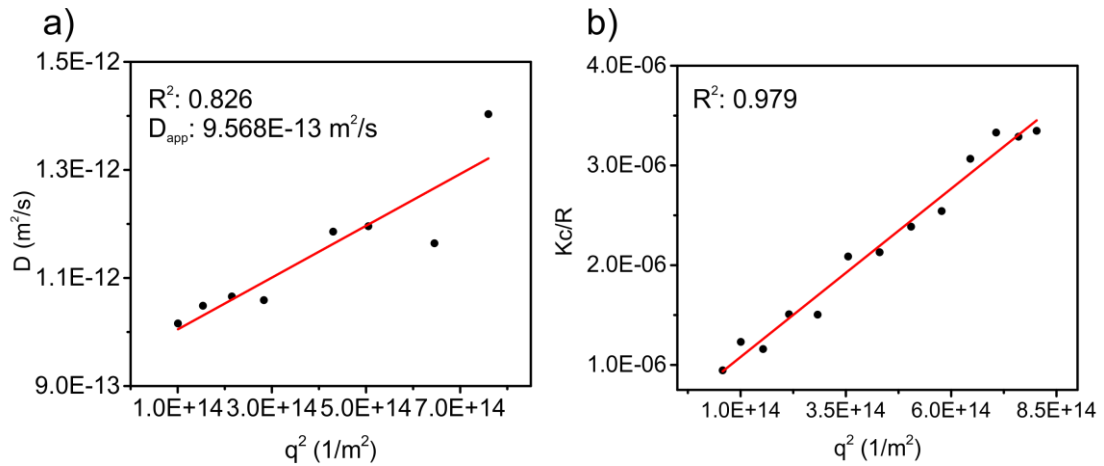 a)
1.5E-12
1.3E-12
1.1E-12
9.0E-13
D (m²/s)
R²: 0.826
D_app: 9.568E-13 m²/s
1.0E+14
3.0E+14
5.0E+14
7.0E+14
q² (1/m²)
b)
4.0E-06
3.0E-06
2.0E-06
1.0E-06
Kc/R
R²: 0.979
1.0E+14
3.5E+14
6.0E+14
8.5E+14
q² (1/m²)